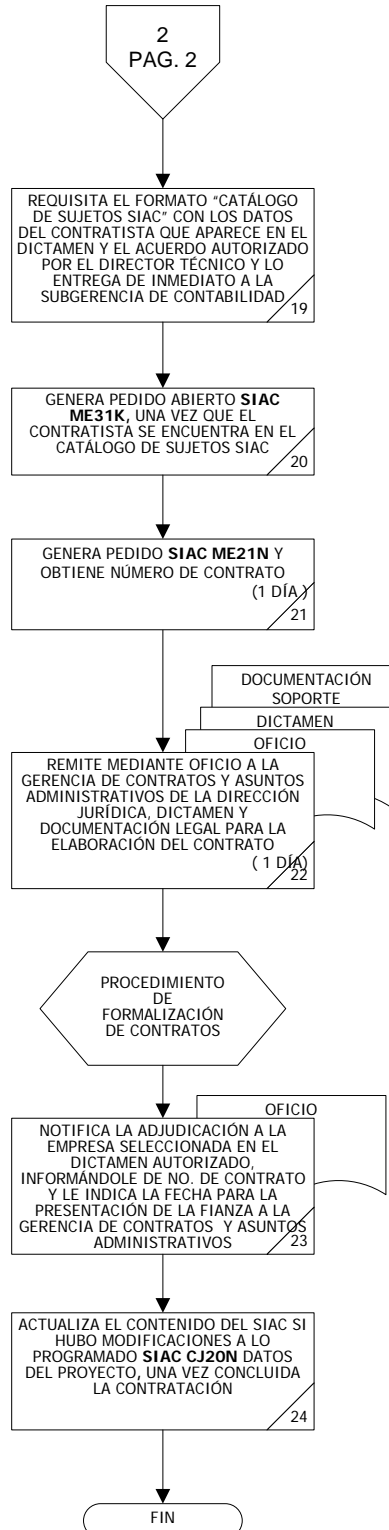 2
PAG. 2
REQUISITA EL FORMATO “CATÁLOGO
DE SUJETOS SIAC” CON LOS DATOS
DEL CONTRATISTA QUE APARECE EN EL
DICTAMEN Y EL ACUERDO AUTORIZADO
POR EL DIRECTOR TÉCNICO Y LO
ENTREGA DE INMEDIATO A LA
SUBGERENCIA DE CONTABILIDAD
19
GENERA PEDIDO ABIERTO SIAC
ME31K, UNA VEZ QUE EL
CONTRATISTA SE ENCUENTRA EN EL
CATÁLOGO DE SUJETOS SIAC
20
GENERA PEDIDO SIAC ME21N Y
OBTIENE NÚMERO DE CONTRATO
(1 DÍA )
21
DOCUMENTACIÓN
SOPORTE
DICTAMEN
OFICIO
REMITE MEDIANTE OFICIO A LA
GERENCIA DE CONTRATOS Y ASUNTOS
ADMINISTRATIVOS DE LA DIRECCIÓN
JURÍDICA, DICTAMEN Y
DOCUMENTACIÓN LEGAL PARA LA
ELABORACIÓN DEL CONTRATO
( 1 DÍA)
22
PROCEDIMIENTO
DE
FORMALIZACIÓN
DE CONTRATOS
OFICIO
NOTIFICA LA ADJUDICACIÓN A LA
EMPRESA SELECCIONADA EN EL
DICTAMEN AUTORIZADO,
INFORMÁNDOLE DE NO. DE CONTRATO
Y LE INDICA LA FECHA PARA LA
PRESENTACIÓN DE LA FIANZA A LA
GERENCIA DE CONTRATOS Y ASUNTOS
ADMINISTRATIVOS
23
ACTUALIZA EL CONTENIDO DEL SIAC SI
HUBO MODIFICACIONES A LO
PROGRAMADO SIAC CJ20N DATOS
DEL PROYECTO, UNA VEZ CONCLUIDA
LA CONTRATACIÓN
24
FIN